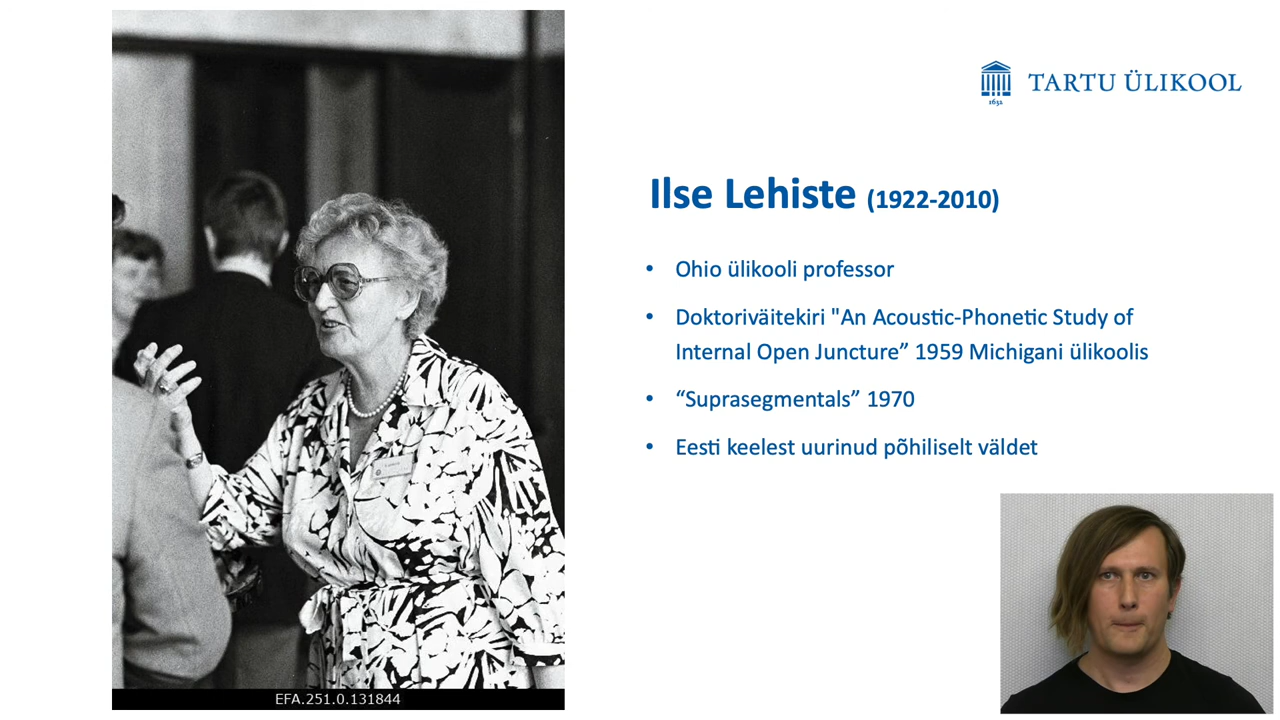 1632
TARTU ÜLIKOOL
Ilse Lehiste (1922-2010)
• Ohio ülikooli professor
• Doktoriväitekiri "An Acoustic-Phonetic Study of
Internal Open Juncture” 1959 Michigani ülikoolis
• “Suprasegmentals” 1970
• Eesti keelest uurinud põhiliselt väldet
EFA.251.0.131844